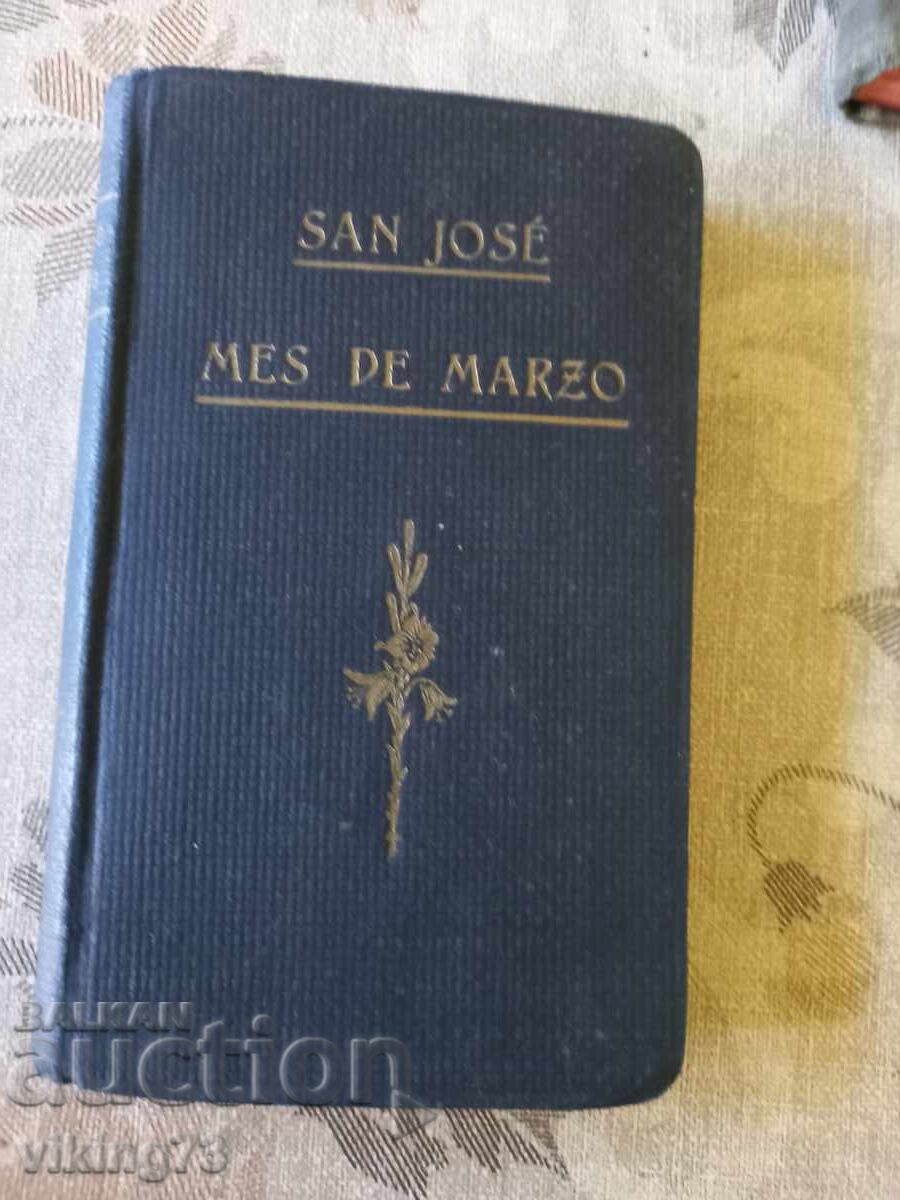 SAN JOSÉ
MES DE MARZO
BALKAN
auction
viking73